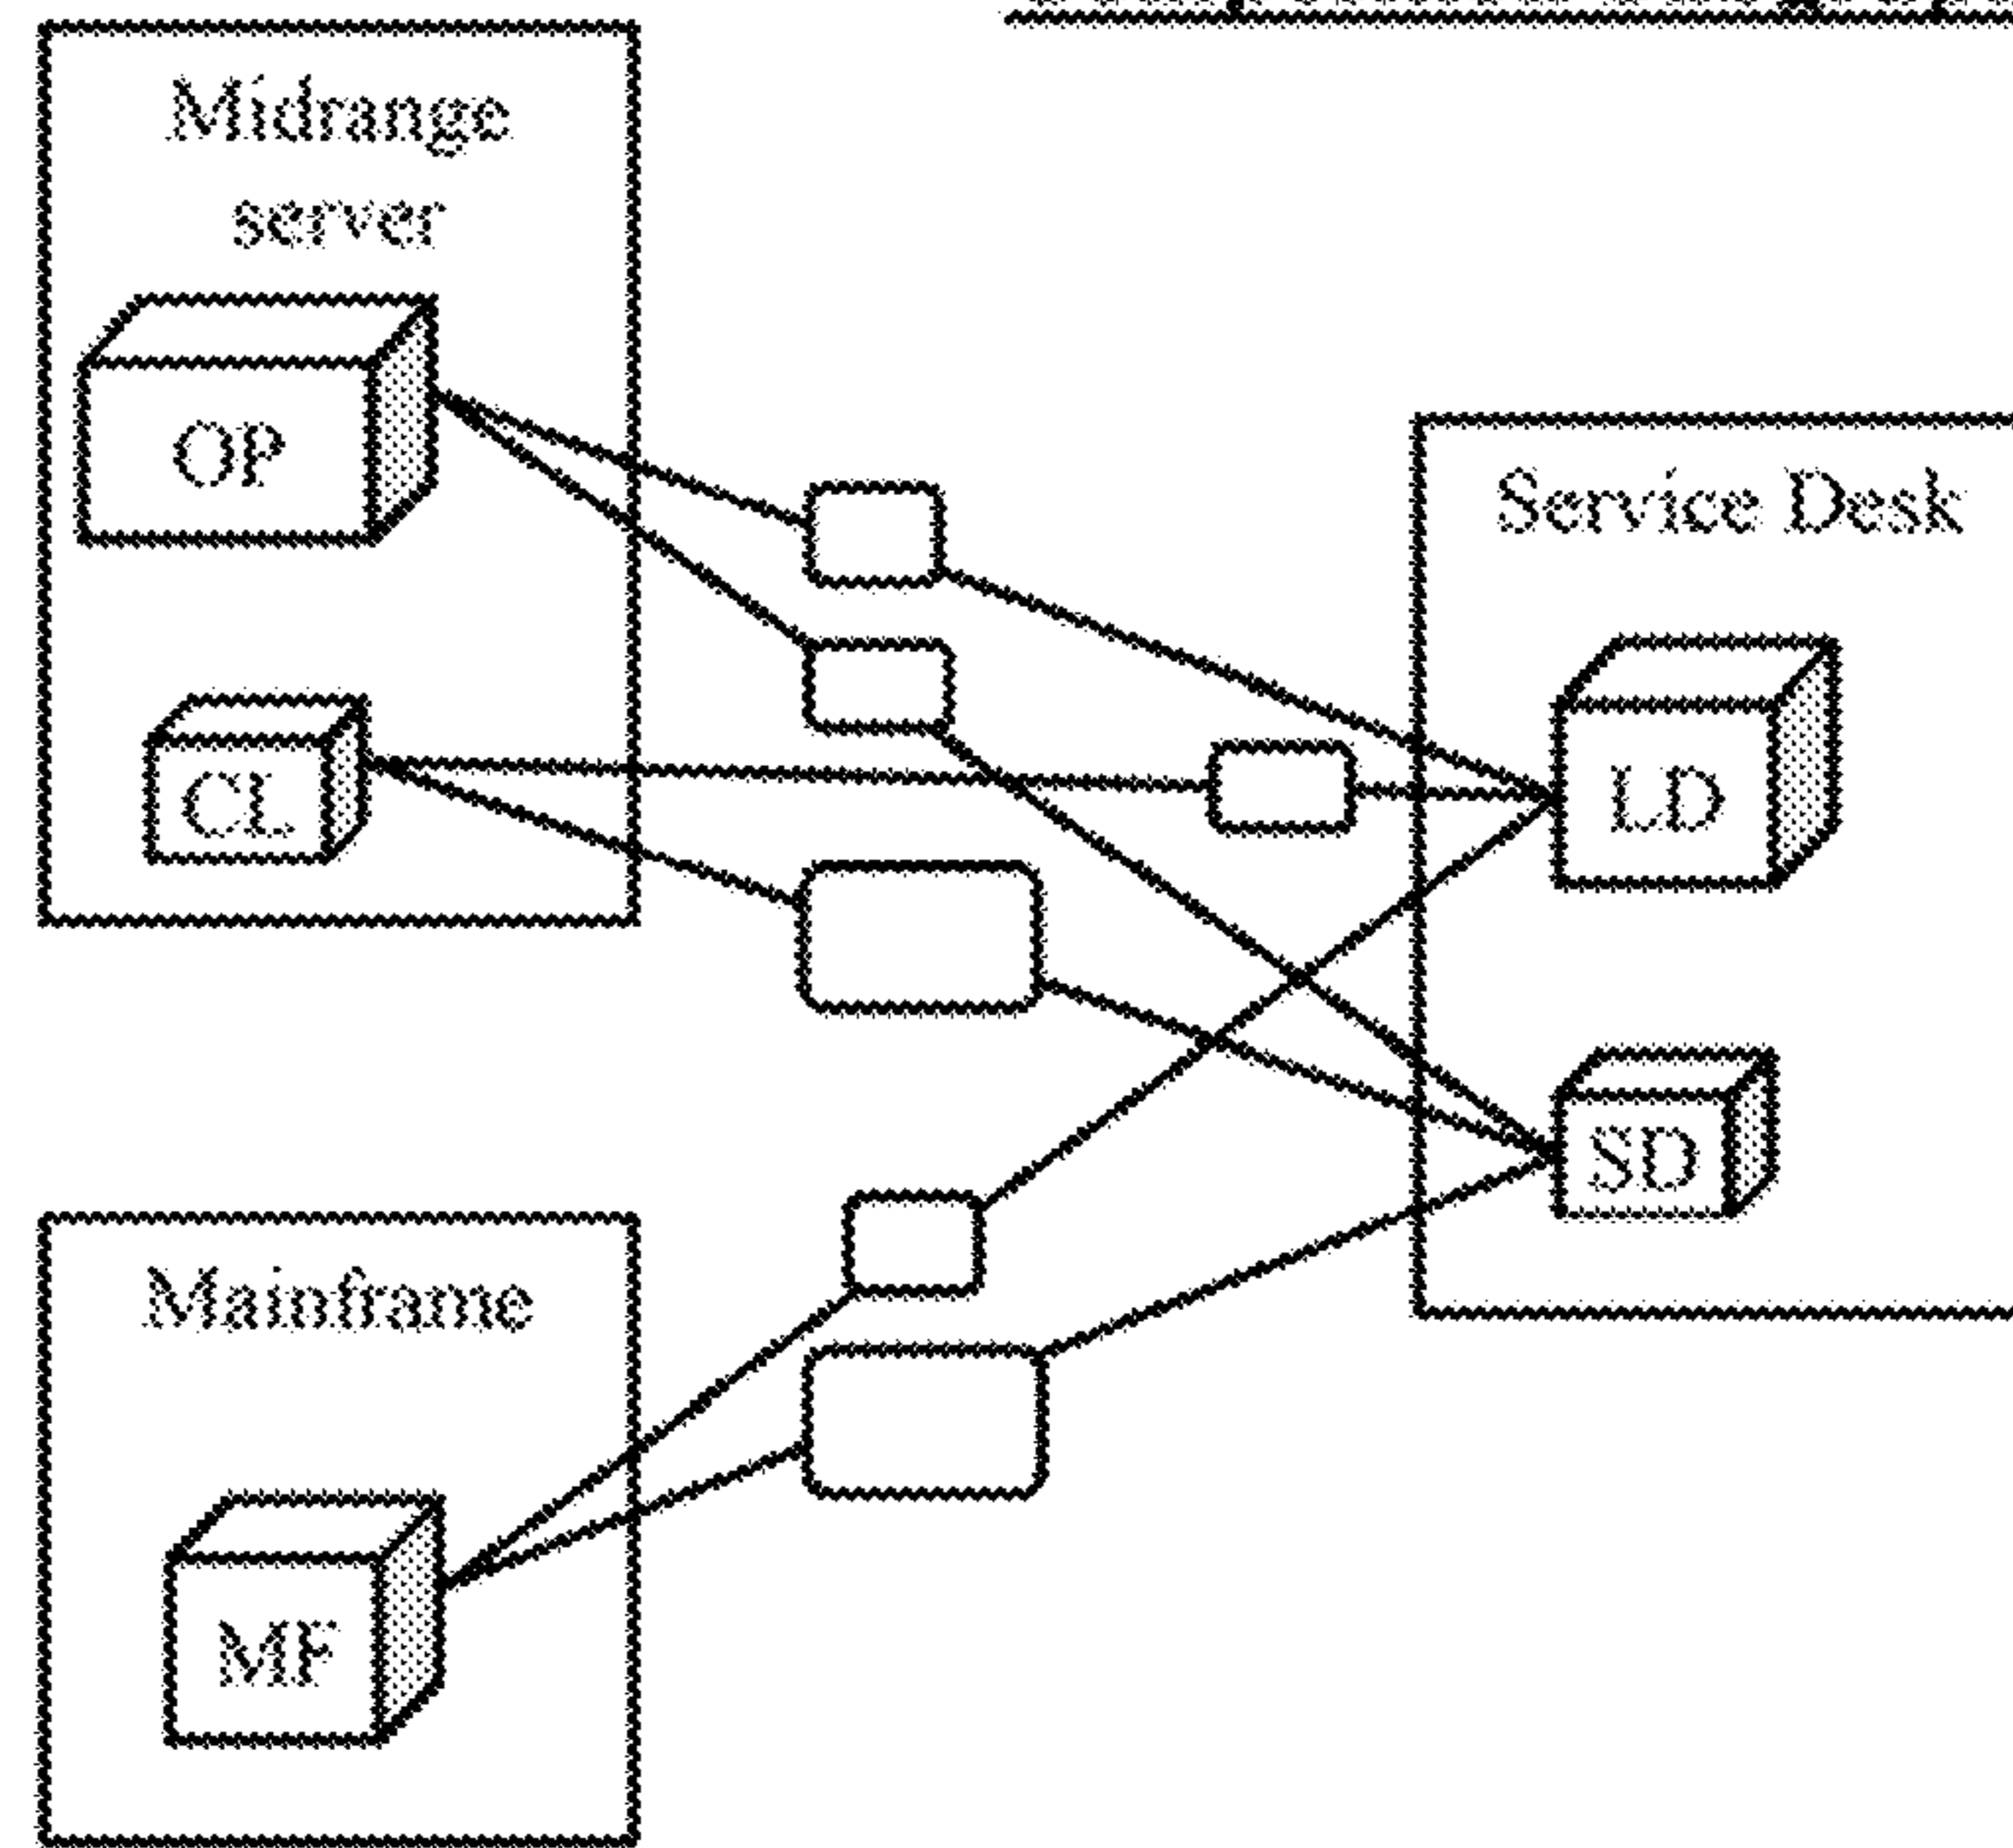 Midrange
server
OP
CL
Service Desk
LD
SD
Mainframe
MF